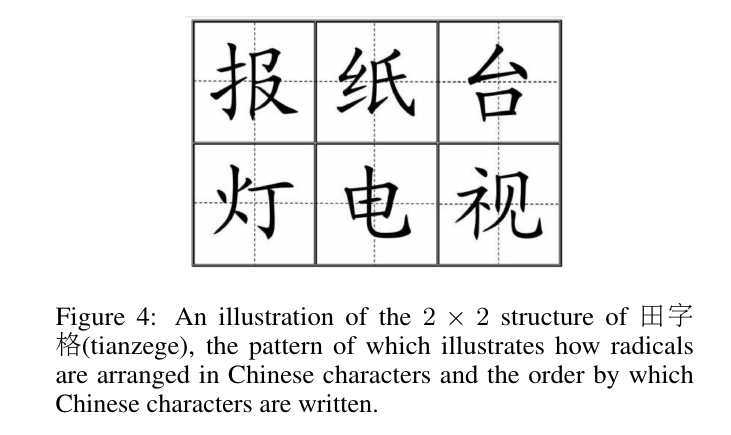 报纸台
灯电视
Figure 4: An illustration of the 2 × 2 structure of 田字
格(tianzege), the pattern of which illustrates how radicals
are arranged in Chinese characters and the order by which
Chinese characters are written.